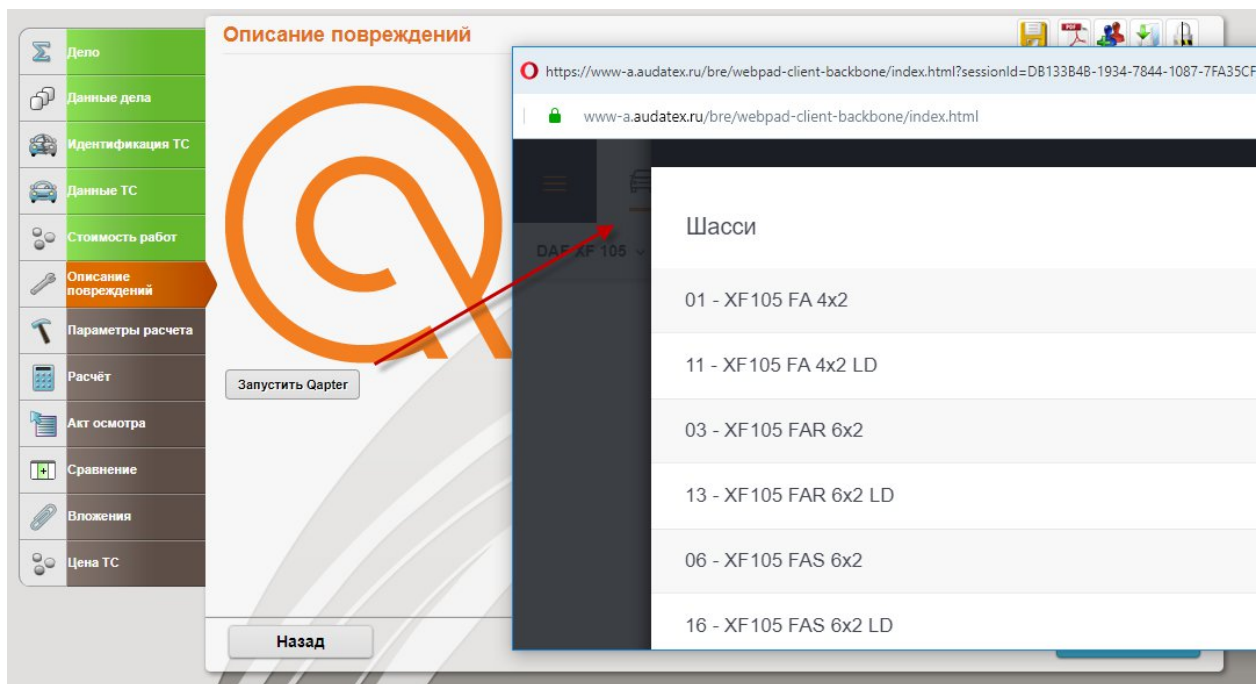 Описание повреждений
Дело
Данные дела
Идентификация ТС
Данные ТС
Стоимость работ
Описание
повреждений
Параметры расчета
Расчёт
Акт осмотра
Сравнение
Вложения
Цена ТС
Запустить Qapter
Назад
PDF
https://www-a.audatex.ru/bre/webpad-client-backbone/index.html?sessionId=DB133B4B-1934-7844-1087-7FA35CF
www-a.audatex.ru/bre/webpad-client-backbone/index.html
DAF XF 105
Шасси
01 - XF105 FA 4x2
11 - XF105 FA 4x2 LD
03 - XF105 FAR 6x2
13 - XF105 FAR 6x2 LD
06 - XF105 FAS 6x2
16 - XF105 FAS 6x2 LD